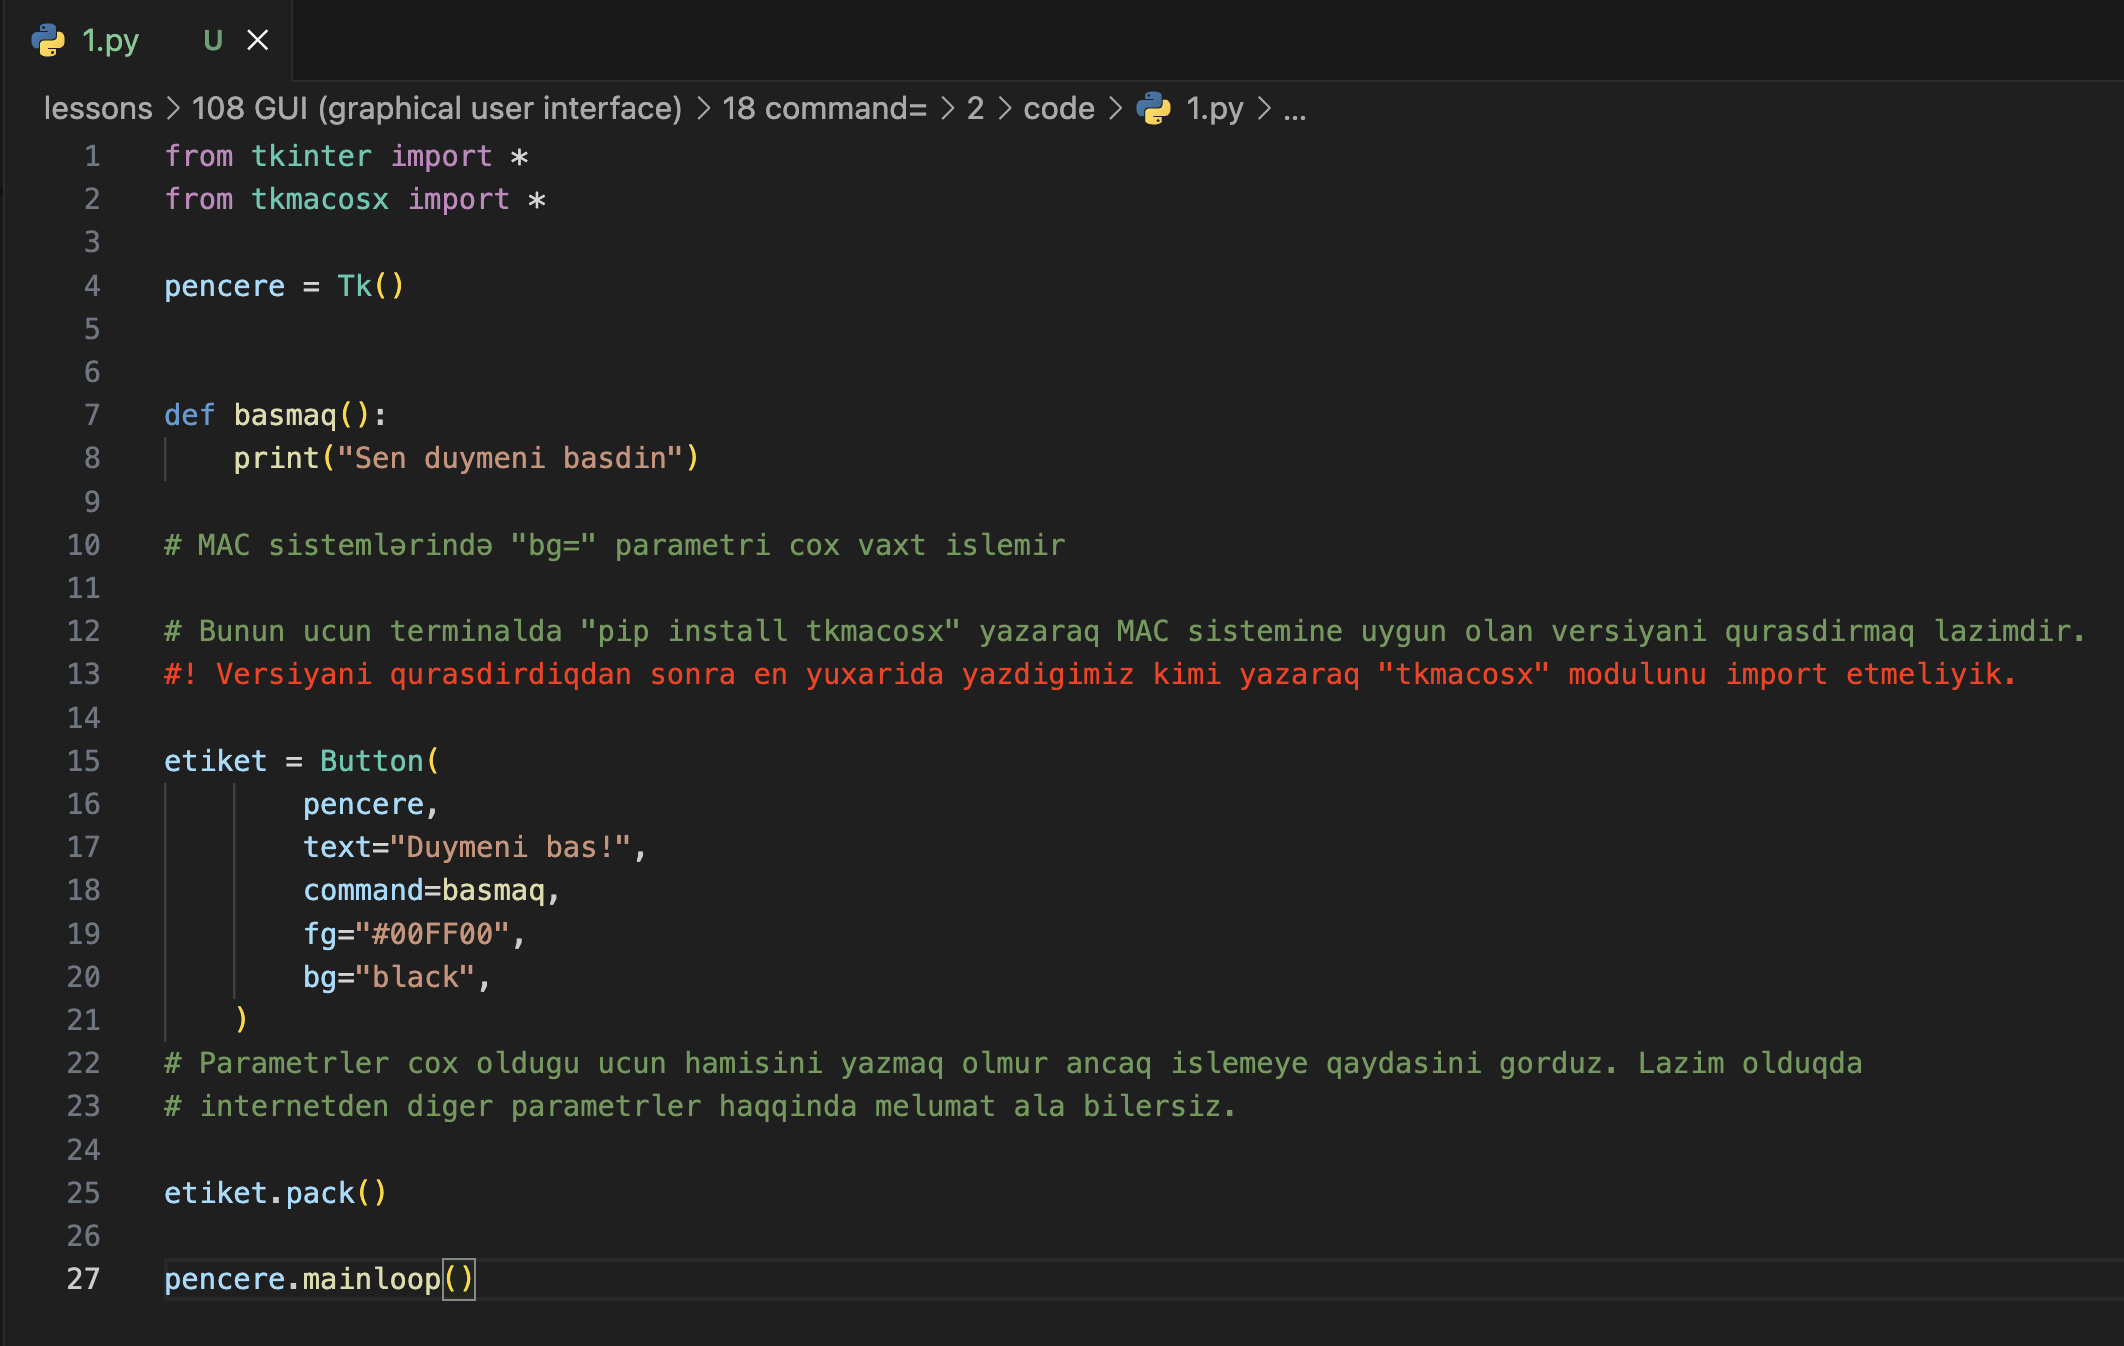 1.py U
lessons > 108 GUI (graphical user interface) > 18 command= > 2 > code > 1.py > ...
1 from tkinter import *
2 from tkmacosx import *
3
4 pencere = Tk()
5
6
7 def basmaq():
8     print("Sen duymeni basdin")
9
10 # MAC sistemlərində "bg=" parametri cox vaxt islemir
11
12 # Bunun ucun terminalda "pip install tkmacosx" yazaraq MAC sistemine uygun olan versiyani qurasdirmaq lazimdir.
13 #! Versiyani qurasdirdiqdan sonra en yuxarida yazdigimiz kimi yazaraq "tkmacosx" modulunu import etmeliyik.
14
15 etiket = Button(
16         pencere,
17         text="Duymeni bas!",
18         command=basmaq,
19         fg="#00FF00",
20         bg="black",
21     )
22 # Parametrler cox oldugu ucun hamisini yazmaq olmur ancaq islemeye qaydasini gorduz. Lazim olduqda
23 # internetden diger parametrler haqqinda melumat ala bilersiz.
24
25 etiket.pack()
26
27 pencere.mainloop()